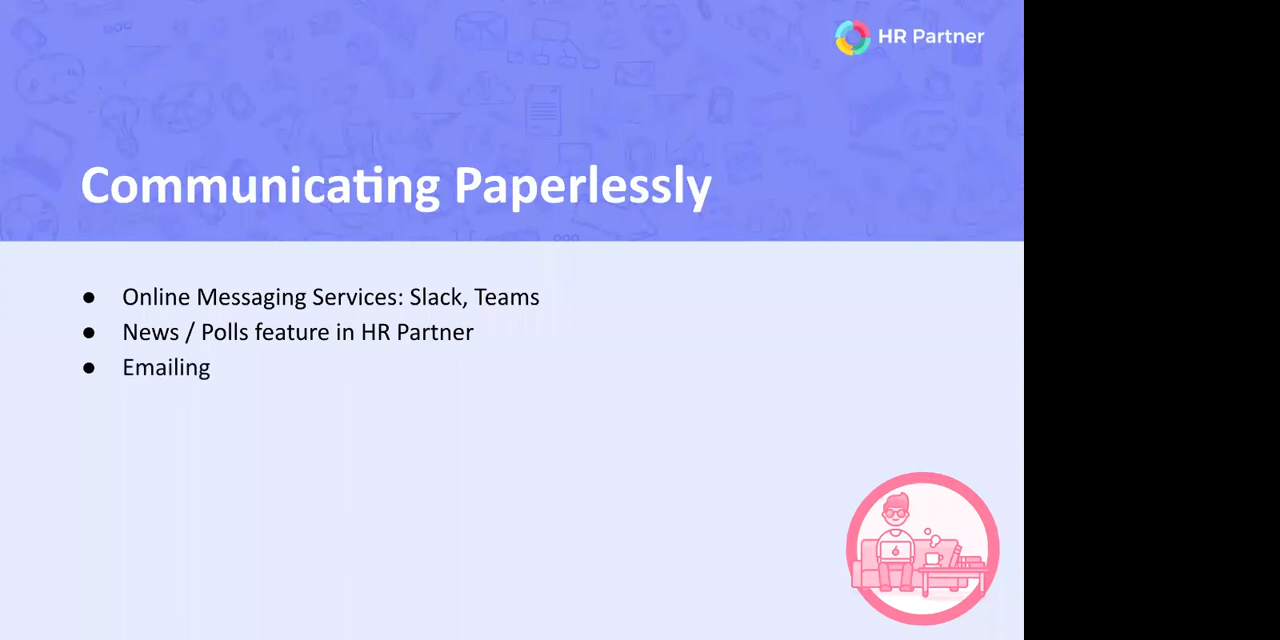 HR Partner
Communicating Paperlessly
● Online Messaging Services: Slack, Teams
● News / Polls feature in HR Partner
● Emailing